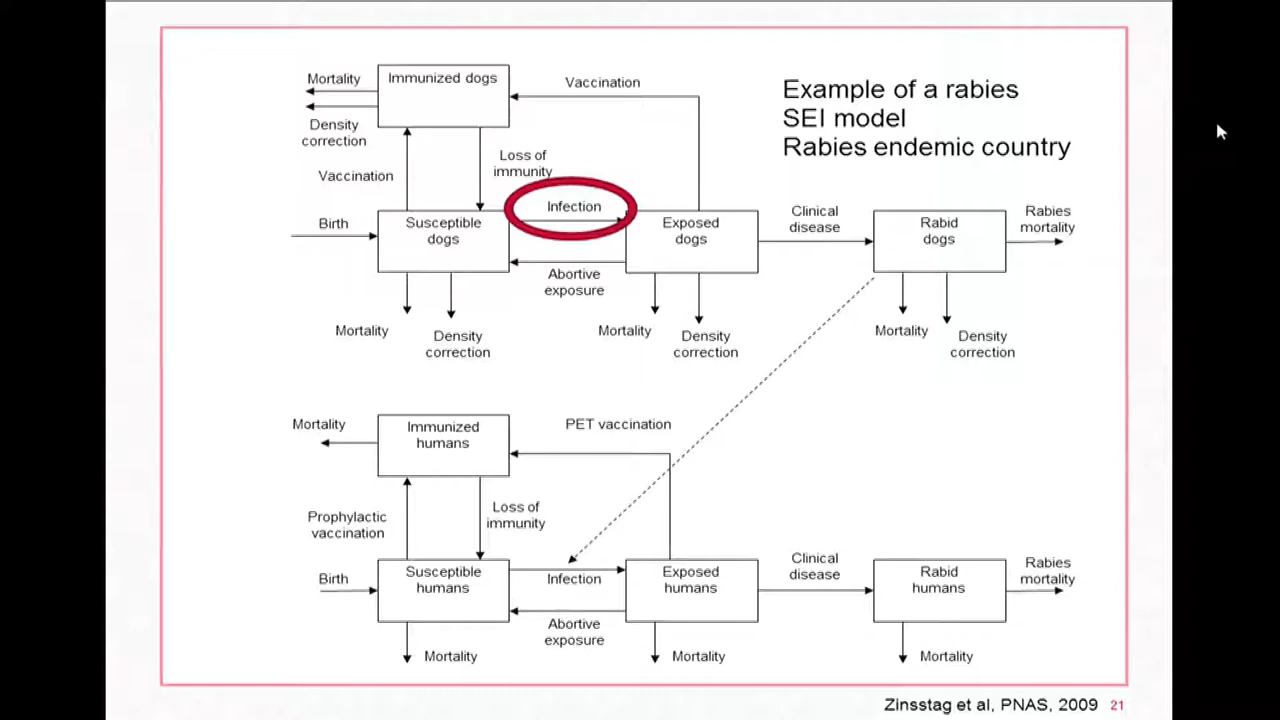 Example of a rabies
SEI model
Rabies endemic country
Mortality
Immunized dogs
Vaccination
Density
correction
Loss of
immunity
Vaccination
Birth
Susceptible
dogs
Infection
Exposed
dogs
Clinical
disease
Rabid
dogs
Rabies
mortality
Abortive
exposure
Mortality
Density
correction
Mortality
Density
correction
Mortality
Density
correction
Mortality
Immunized
humans
PET vaccination
Prophylactic
vaccination
Loss of
immunity
Birth
Susceptible
humans
Infection
Exposed
humans
Clinical
disease
Rabid
humans
Rabies
mortality
Abortive
exposure
Mortality
Mortality
Mortality
Zinsstag et al, PNAS, 2009 21